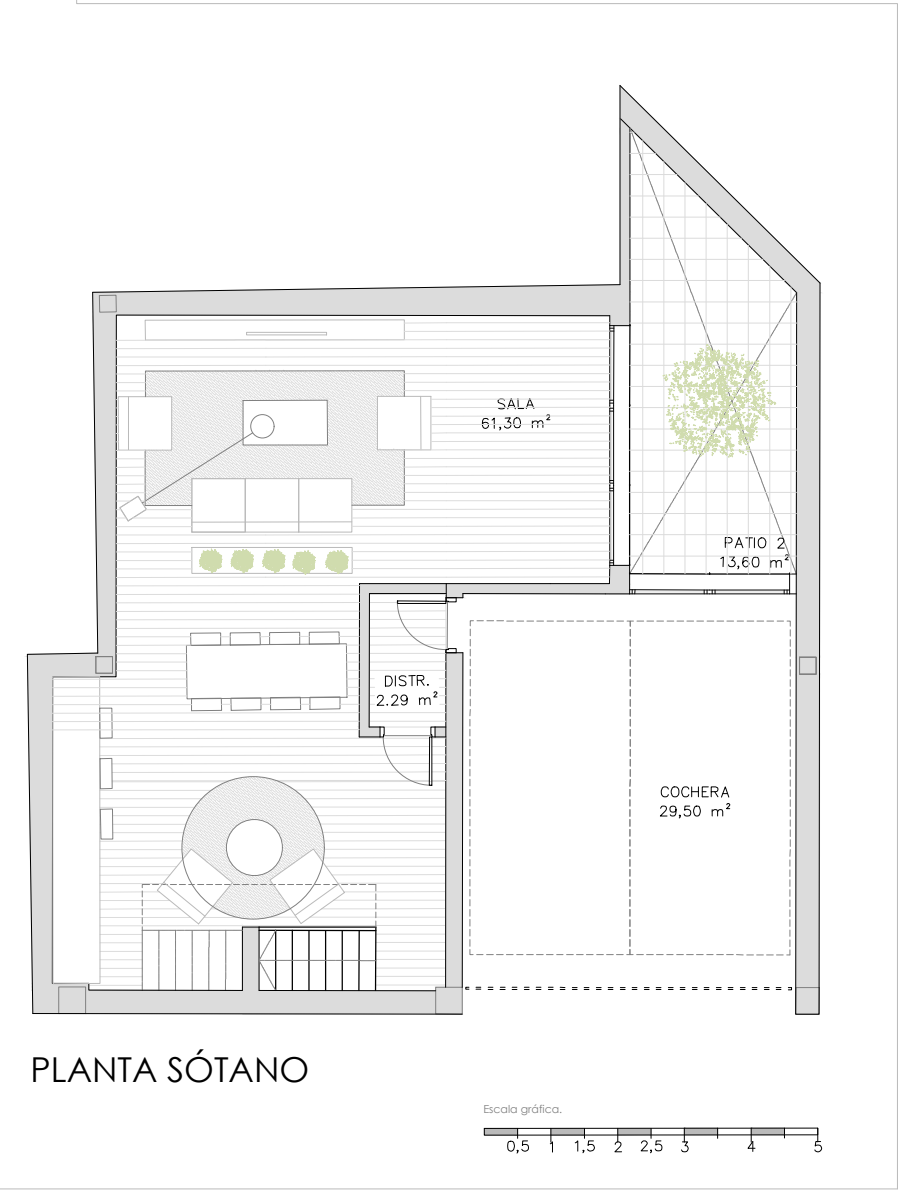 SALA
61,30 m²
PATIO 2
13,60 m²
DISTR.
2.29 m²
COCHERA
29,50 m²
PLANTA SÓTANO
Escala gráfica.
0,5 1 1,5 2 2,5 3 4 5